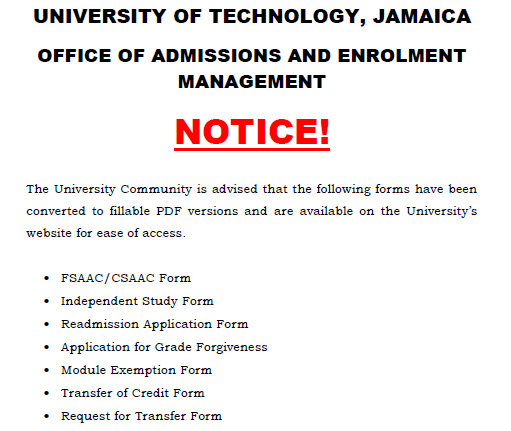 UNIVERSITY OF TECHNOLOGY, JAMAICA
OFFICE OF ADMISSIONS AND ENROLMENT
MANAGEMENT
NOTICE!
The University Community is advised that the following forms have been
converted to fillable PDF versions and are available on the University's
website for ease of access.
• FSAAC/CSAAC Form
• Independent Study Form
• Readmission Application Form
• Application for Grade Forgiveness
• Module Exemption Form
• Transfer of Credit Form
• Request for Transfer Form